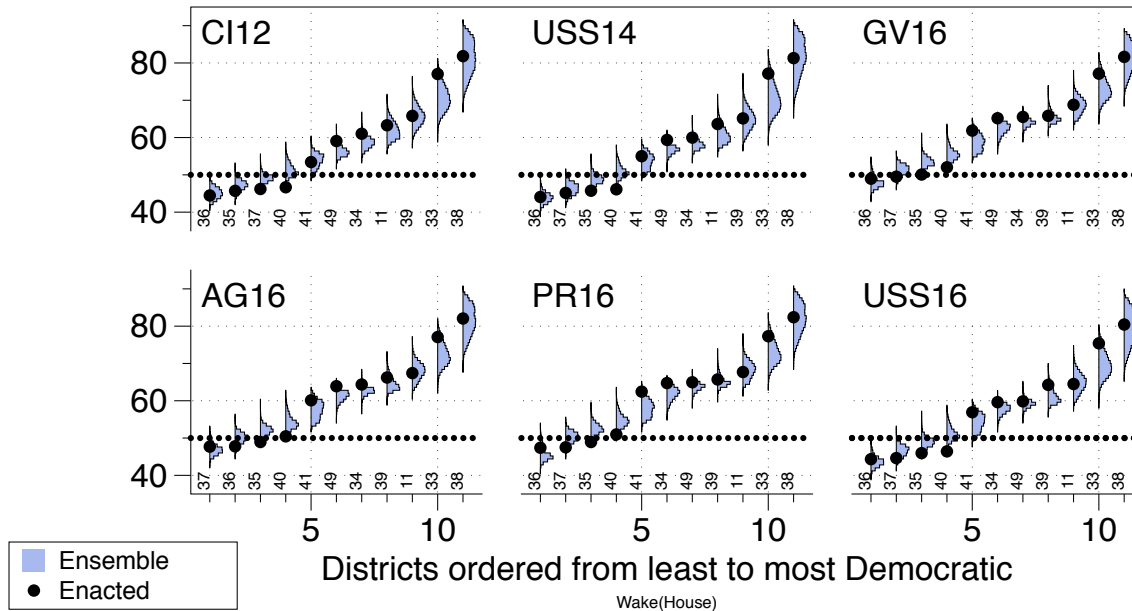 CI12 USS14 GV16
80
60
40
36 35 37 40 41 49 34 11 39 33 38
36 37 35 40 41 49 34 11 39 33 38
36 37 35 40 41 49 34 39 11 33 38
AG16 PR16 USS16
80
60
40
37 36 35 40 41 49 34 39 11 33 38
36 37 35 40 41 34 49 39 11 33 38
36 37 35 40 41 34 49 39 11 33 38
5 10 5 10 5 10
Ensemble
Enacted
Districts ordered from least to most Democratic
Wake(House)